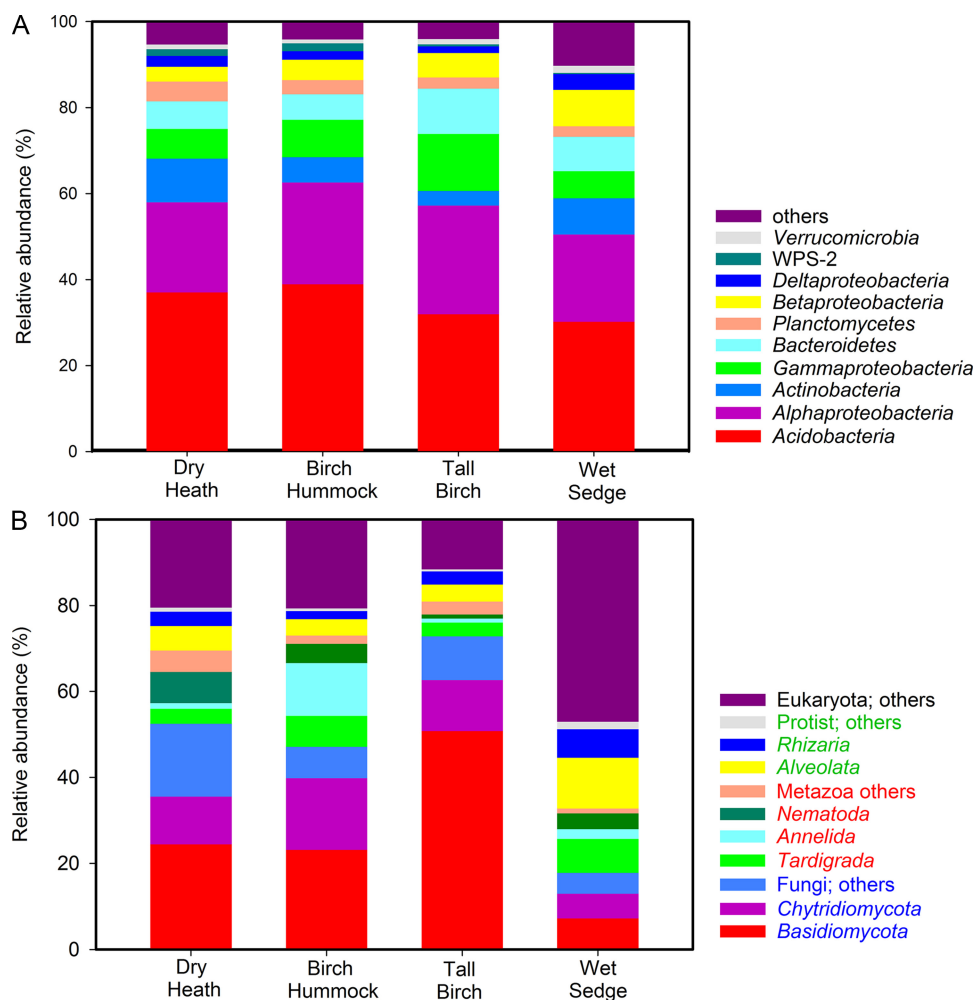 A
Relative abundance (%)
100
80
60
40
20
0
Dry
Heath
Birch
Hummock
Tall
Birch
Wet
Sedge
others
Verrucomicrobia
WPS-2
Deltaproteobacteria
Betaproteobacteria
Planctomycetes
Bacteroidetes
Gammaproteobacteria
Actinobacteria
Alphaproteobacteria
Acidobacteria
B
Relative abundance (%)
100
80
60
40
20
0
Dry
Heath
Birch
Hummock
Tall
Birch
Wet
Sedge
Eukaryota; others
Protist; others
Rhizaria
Alveolata
Metazoa others
Nematoda
Annelida
Tardigrada
Fungi; others
Chytridiomycota
Basidiomycota